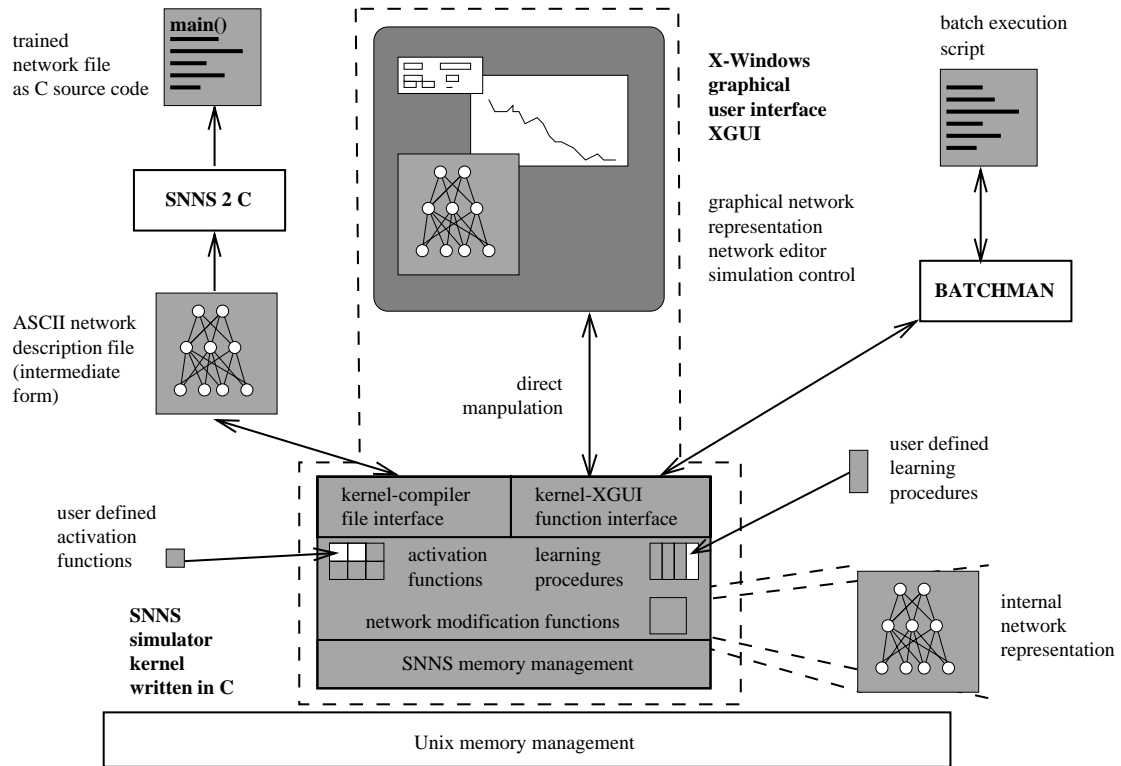 main()
trained
network file
as C source code
SNNS 2 C
ASCII network
description file
(intermediate
form)
X-Windows
graphical
user interface
XGUI
graphical network
representation
network editor
simulation control
batch execution
script
BATCHMAN
direct
manpulation
user defined
learning
procedures
kernel-compiler
file interface
kernel-XGUI
function interface
user defined
activation
functions
activation
functions
learning
procedures
network modification functions
SNNS memory management
internal
network
representation
SNNS
simulator
kernel
written in C
Unix memory management